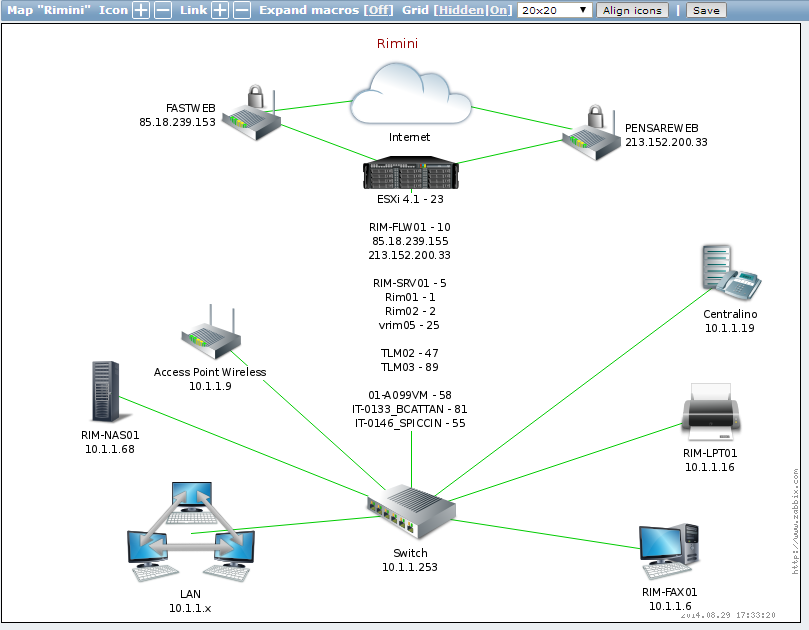 Map "Rimini" Icon + − Link + − Expand macros [Off] Grid [Hidden|On] 20x20 Align icons | Save
Rimini
FASTWEB
85.18.239.153
Internet
PENSAREWEB
213.152.200.33
ESXi 4.1 - 23
RIM-FLW01 - 10
85.18.239.155
213.152.200.33
RIM-SRV01 - 5
Rim01 - 1
Rim02 - 2
vrim05 - 25
TLM02 - 47
TLM03 - 89
01-A099VM - 58
IT-0133_BCATTAN - 81
IT-0146_SPICCIN - 55
Centralino
10.1.1.19
Access Point Wireless
10.1.1.9
RIM-NAS01
10.1.1.68
RIM-LPT01
10.1.1.16
Switch
10.1.1.253
LAN
10.1.1.x
RIM-FAX01
10.1.1.6
http://www.zabbix.com
2014.08.29 17:33:20